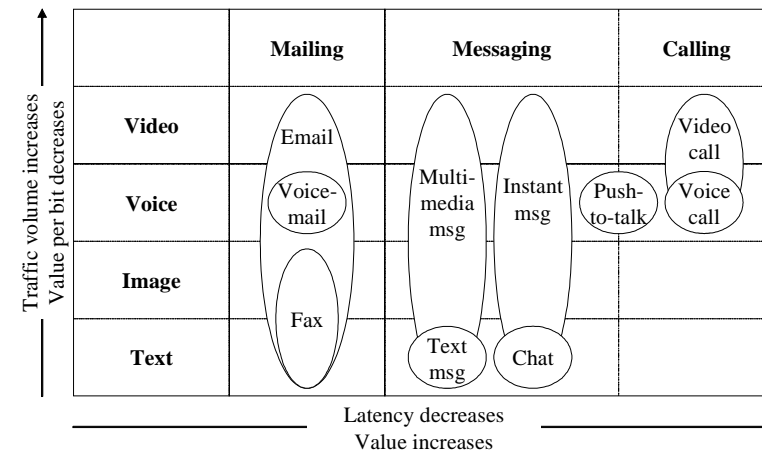 Traffic volume increases
Value per bit decreases
Mailing
Messaging
Calling
Video
Email
Video
call
Voice
Voice-
mail
Multi-
media
msg
Instant
msg
Push-
to-talk
Voice
call
Image
Fax
Text
Text
msg
Chat
Latency decreases
Value increases